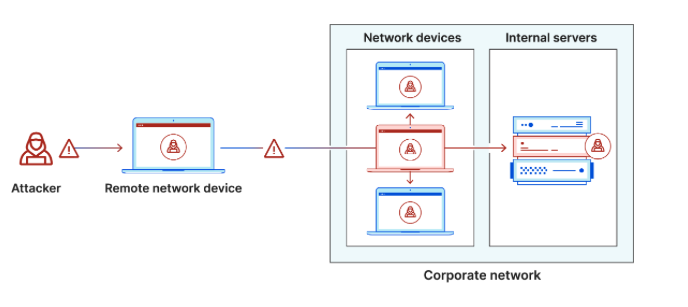 Network devices
Internal servers
Attacker
Remote network device
Corporate network